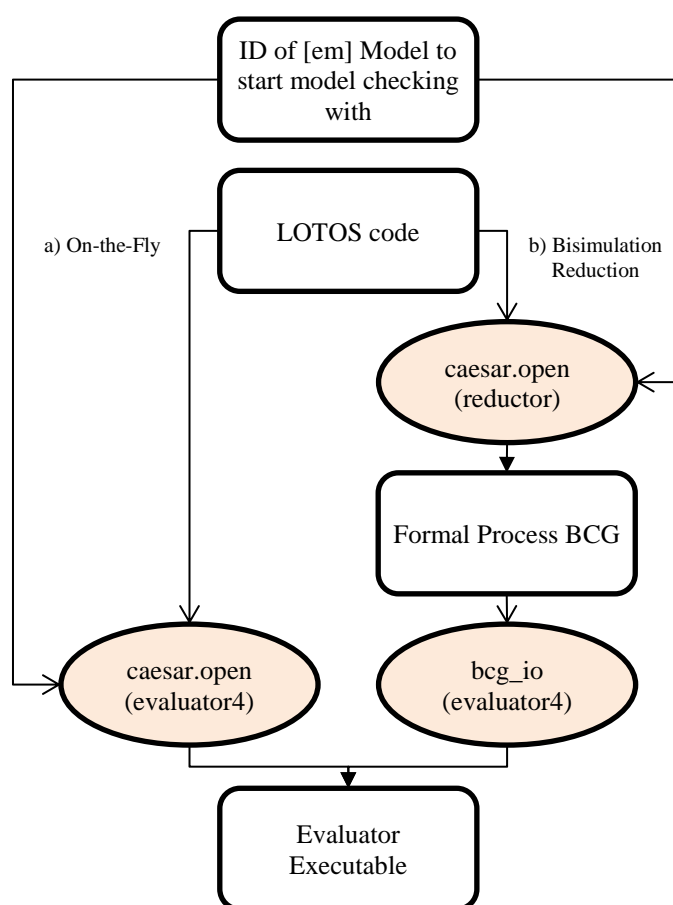 ID of [em] Model to
start model checking
with
LOTOS code
a) On-the-Fly
b) Bisimulation
Reduction
caesar.open
(reductor)
Formal Process BCG
caesar.open
(evaluator4)
bcg_io
(evaluator4)
Evaluator
Executable